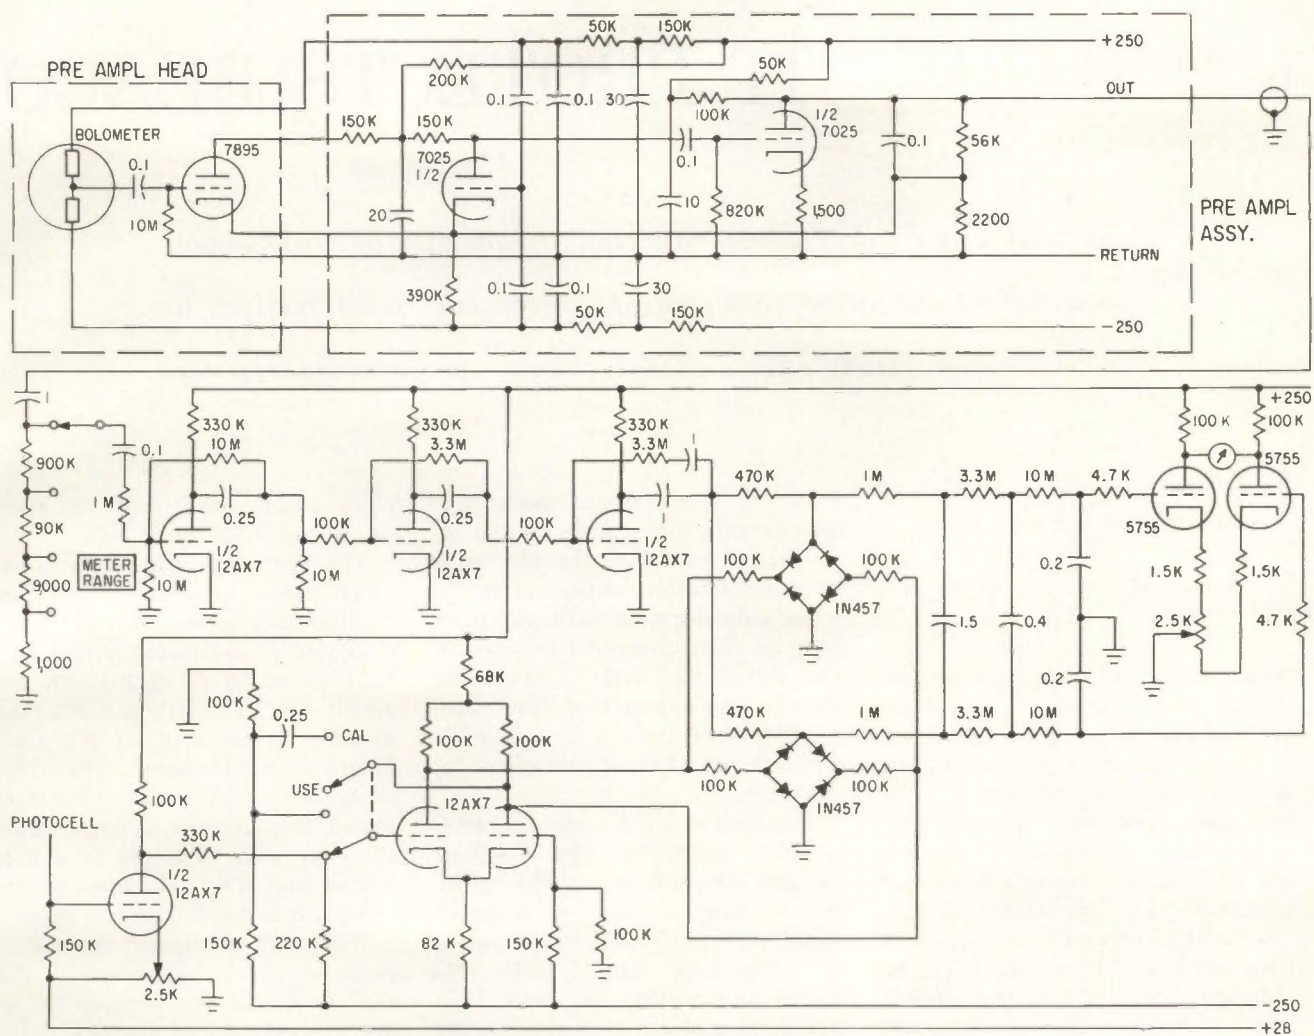 50K 150K
+250
PRE AMPL HEAD
200K
50K
0.1 0.1 30
OUT
100K
BOLOMETER
7895
150K 150K
1/2
7025
7025
1/2
0.1
0.1
0.1
56K
20
10
820K
1,500
2200
PRE AMPL
ASSY.
10M
RETURN
390K
0.1 0.1 30
50K 150K
-250
1
330K
330K
330K
+250
100K 100K
10M
3.3M
3.3M
1
900K
0.1
470K
1M
3.3M
10M
4.7K
5755
1M
0.25
0.25
1
90K
100K
100K
5755
METER
RANGE
1/2
12AX7
1/2
12AX7
1/2
12AX7
100K
100K
0.2
1.5K
1.5K
9,000
10M
10M
1N457
1.5
0.4
2.5K
4.7K
1,000
68K
0.2
100K
0.25
CAL
100K
100K
470K
1M
3.3M
10M
USE
100K
100K
1N457
100K
12AX7
PHOTOCELL
330K
1/2
12AX7
150K
150K
220K
82K
150K
100K
2.5K
-250
+28